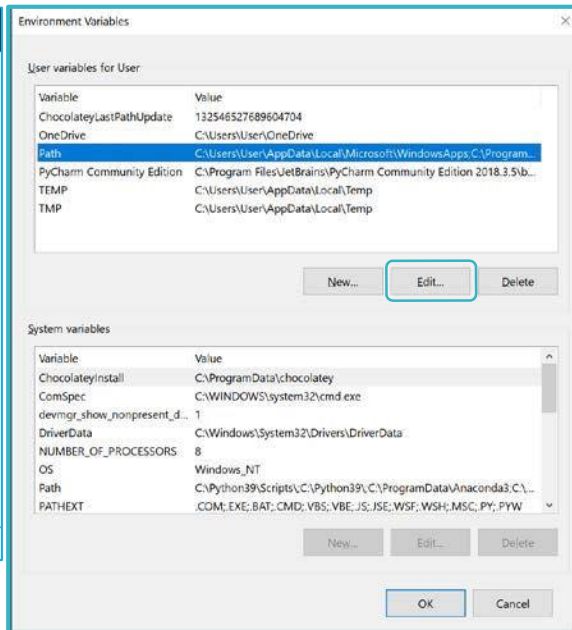 Environment Variables
User variables for User
Variable Value
ChocolateyLastPathUpdate 132546527689604704
OneDrive C:\Users\User\OneDrive
Path C:\Users\User\AppData\Local\Microsoft\WindowsApps;C:\Program...
PyCharm Community Edition C:\Program Files\JetBrains\PyCharm Community Edition 2018.3.5\b...
TEMP C:\Users\User\AppData\Local\Temp
TMP C:\Users\User\AppData\Local\Temp
New... Edit... Delete
System variables
Variable Value
ChocolateyInstall C:\ProgramData\chocolatey
ComSpec C:\WINDOWS\system32\cmd.exe
devmgr_show_nonpresent_d... 1
DriverData C:\Windows\System32\Drivers\DriverData
NUMBER_OF_PROCESSORS 8
OS Windows_NT
Path C:\Python39\Scripts\;C:\Python39\;C:\ProgramData\Anaconda3;C:\...
PATHEXT .COM;.EXE;.BAT;.CMD;.VBS;.VBE;.JS;.JSE;.WSF;.WSH;.MSC;.PY;.PYW
New... Edit... Delete
OK Cancel